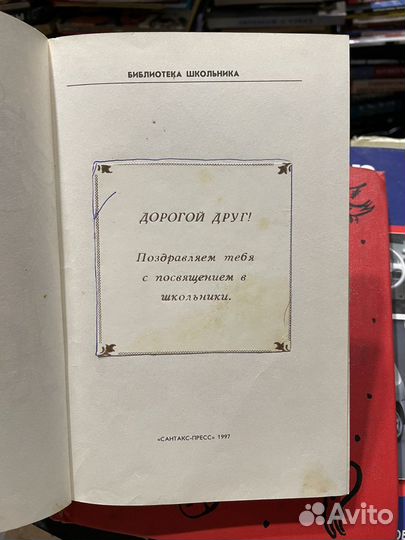 БИБЛИОТЕКА ШКОЛЬНИКА
ДОРОГОЙ ДРУГ!
Поздравляем тебя
с посвящением в
школьники.
«САНТАКС-ПРЕСС» 1997
Avito